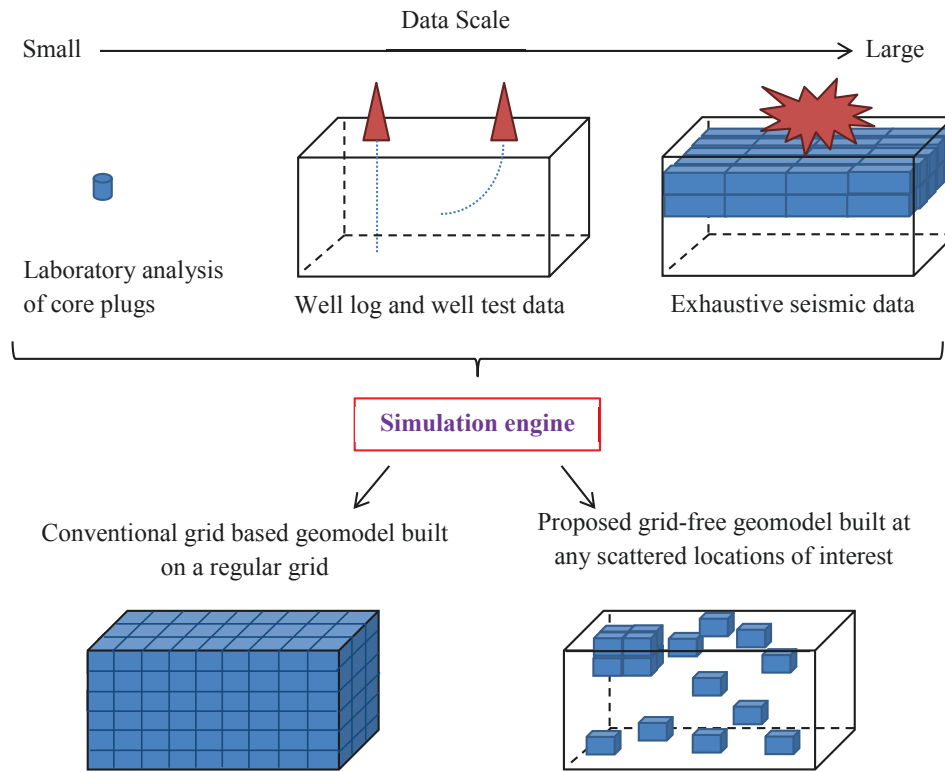 Data Scale
Small
Large
Laboratory analysis
of core plugs
Well log and well test data
Exhaustive seismic data
Simulation engine
Conventional grid based geomodel built
on a regular grid
Proposed grid-free geomodel built at
any scattered locations of interest